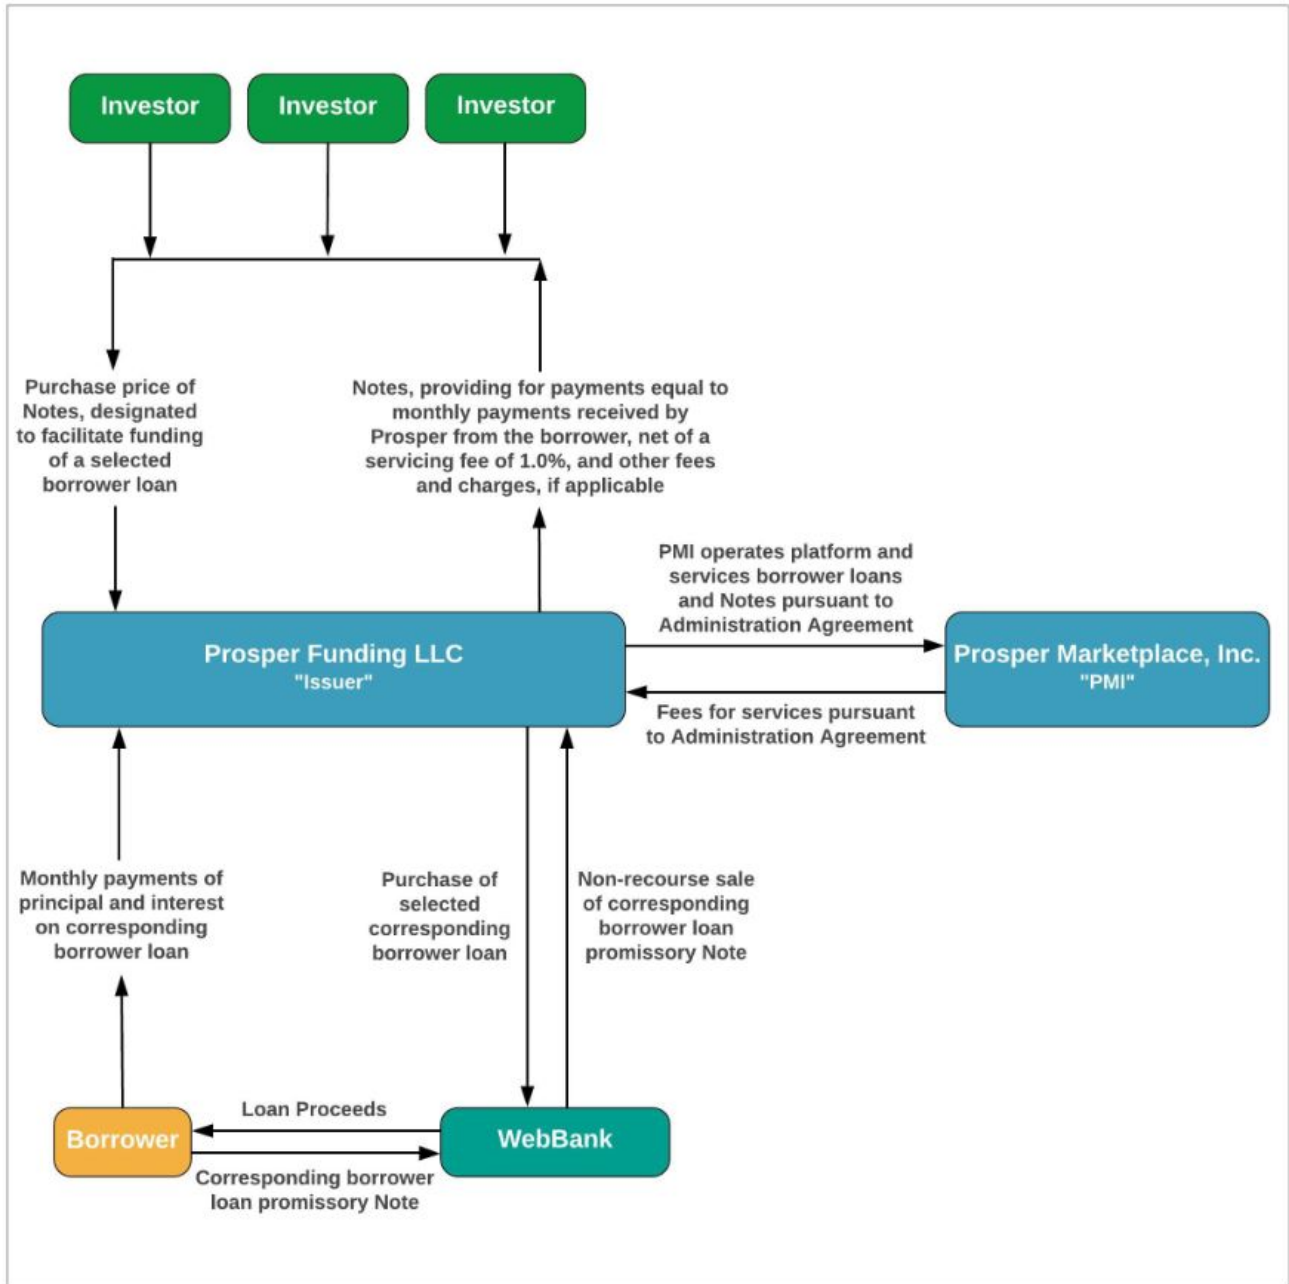 Investor
Investor
Investor
Purchase price of
Notes, designated
to facilitate funding
of a selected
borrower loan
Notes, providing for payments equal to
monthly payments received by
Prosper from the borrower, net of a
servicing fee of 1.0%, and other fees
and charges, if applicable
PMI operates platform and
services borrower loans
and Notes pursuant to
Administration Agreement
Prosper Funding LLC
"Issuer"
Prosper Marketplace, Inc.
"PMI"
Fees for services pursuant
to Administration Agreement
Monthly payments of
principal and interest
on corresponding
borrower loan
Purchase of
selected
corresponding
borrower loan
Non-recourse sale
of corresponding
borrower loan
promissory Note
Loan Proceeds
Borrower
WebBank
Corresponding borrower
loan promissory Note